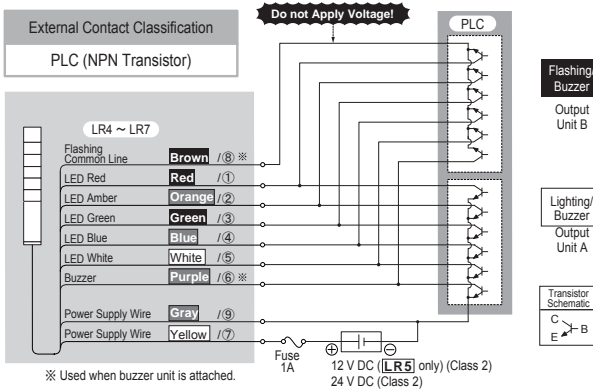 External Contact Classification
PLC (NPN Transistor)
Do not Apply Voltage!
PLC
LR4 ~ LR7
Flashing
Common Line Brown /⑧ ※
LED Red Red /①
LED Amber Orange /②
LED Green Green /③
LED Blue Blue /④
LED White White /⑤
Buzzer Purple /⑥ ※
Power Supply Wire Gray /⑨
Power Supply Wire Yellow /⑦
※ Used when buzzer unit is attached.
Fuse
1A
⊕ ⊖
12 V DC (LR5 only) (Class 2)
24 V DC (Class 2)
Flashing/
Buzzer
Output
Unit B
Lighting/
Buzzer
Output
Unit A
Transistor
Schematic
C
B
E